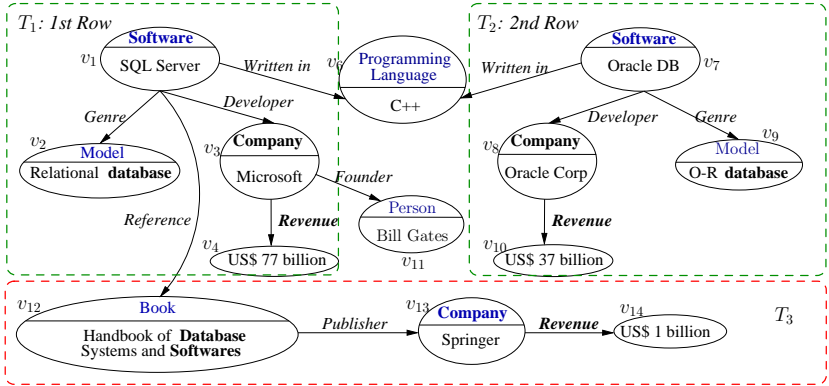 T1: 1st Row
T2: 2nd Row
Software
SQL Server
v1
Programming
Language
C++
v6
Software
Oracle DB
v7
Written in
Written in
Genre
Developer
Developer
Genre
v2
Model
Relational database
v3
Company
Microsoft
v8
Company
Oracle Corp
v9
Model
O-R database
Founder
Person
Bill Gates
v11
Reference
Revenue
v4
US$ 77 billion
Revenue
v10
US$ 37 billion
v12
Book
Handbook of Database
Systems and Softwares
Publisher
v13
Company
Springer
Revenue
v14
US$ 1 billion
T3